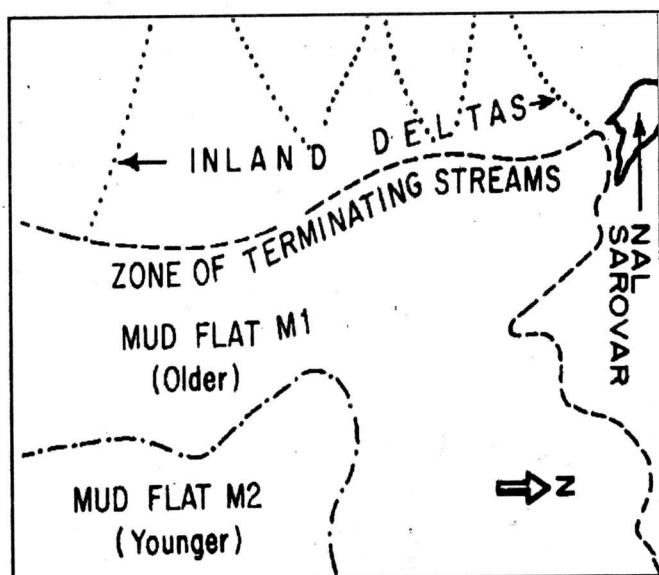 INLAND DELTAS
ZONE OF TERMINATING STREAMS
NAL
SAROVAR
MUD FLAT M1
(Older)
MUD FLAT M2
(Younger)
N